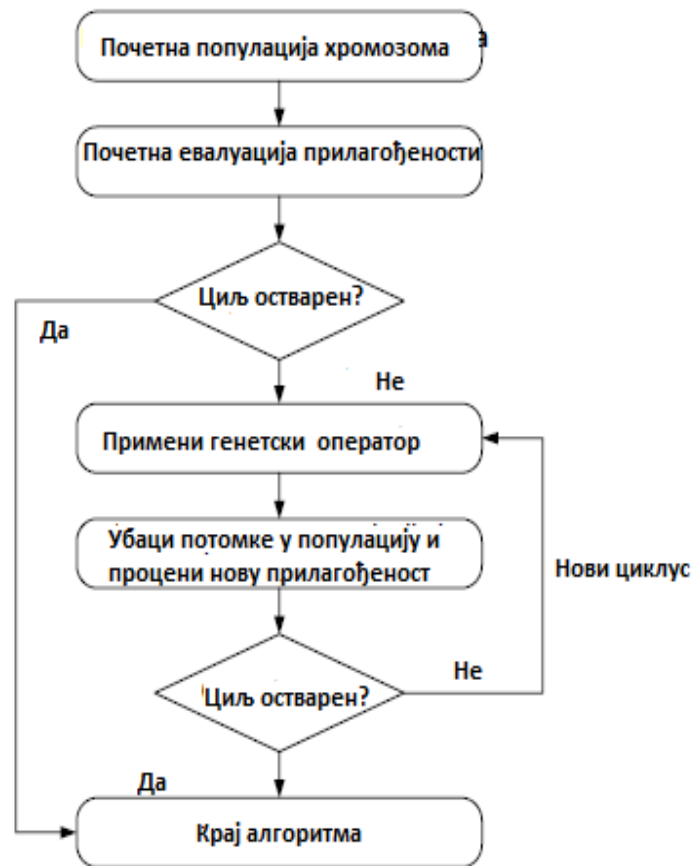 Почетна популација хромозома
Почетна евалуација прилагођености
Циљ остварен?
Да
Не
Примени генетски оператор
Убаци потомке у популацију и
процени нову прилагођеност
Нови циклус
Циљ остварен?
Не
Да
Крај алгоритма